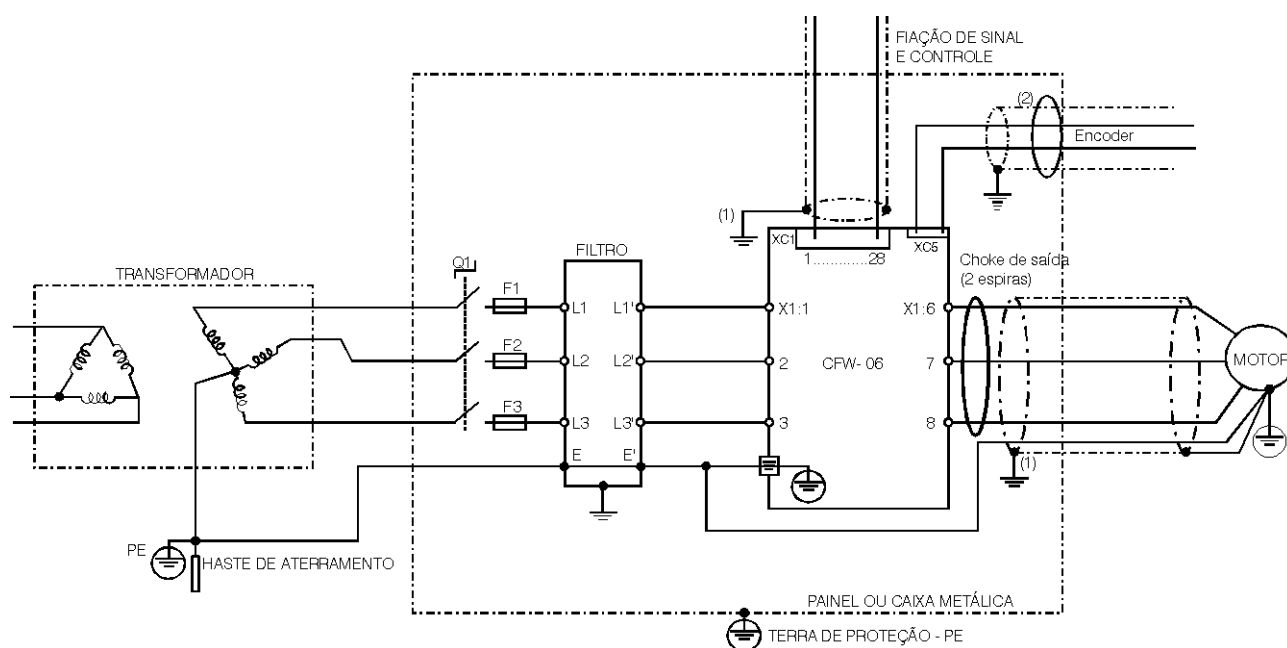 FIAÇÃO DE SINAL
E CONTROLE
(2)
Encoder
(1)
XC1
XC5
1.............28
FILTRO
Choke de saída
(2 espiras)
TRANSFORMADOR
Q1
F1
L1
L1'
X1:1
X1:6
F2
L2
L2'
2
CFW- 06
7
MOTOR
F3
L3
L3'
3
8
E
E'
(1)
PE
HASTE DE ATERRAMENTO
PAINEL OU CAIXA METÁLICA
TERRA DE PROTEÇÃO - PE